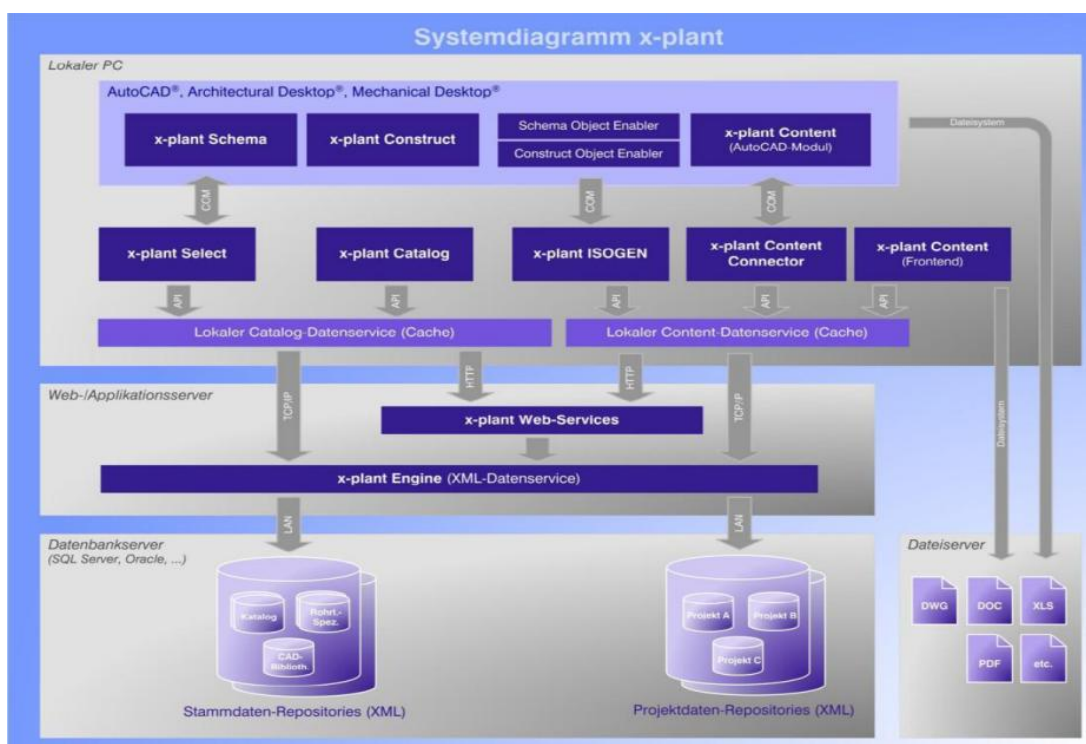 Systemdiagramm x-plant
Lokaler PC
AutoCAD®, Architectural Desktop®, Mechanical Desktop®
Dateisystem
x-plant Schema
x-plant Construct
Schema Object Enabler
Construct Object Enabler
x-plant Content
(AutoCAD-Modul)
COM
COM
COM
x-plant Select
x-plant Catalog
x-plant ISOGEN
x-plant Content
Connector
x-plant Content
(Frontend)
API
API
API
API
API
Lokaler Catalog-Datenservice (Cache)
Lokaler Content-Datenservice (Cache)
TCP/IP
HTTP
HTTP
TCP/IP
Dateisystem
Web-/Applikationsserver
x-plant Web-Services
x-plant Engine (XML-Datenservice)
LAN
LAN
Datenbankserver
(SQL Server, Oracle, ...)
Katalog
Rohrl.-
Spez.
CAD-
Biblioth.
Stammdaten-Repositories (XML)
Projekt A
Projekt B
Projekt C
Projektdaten-Repositories (XML)
Dateiserver
DWG
DOC
XLS
PDF
etc.